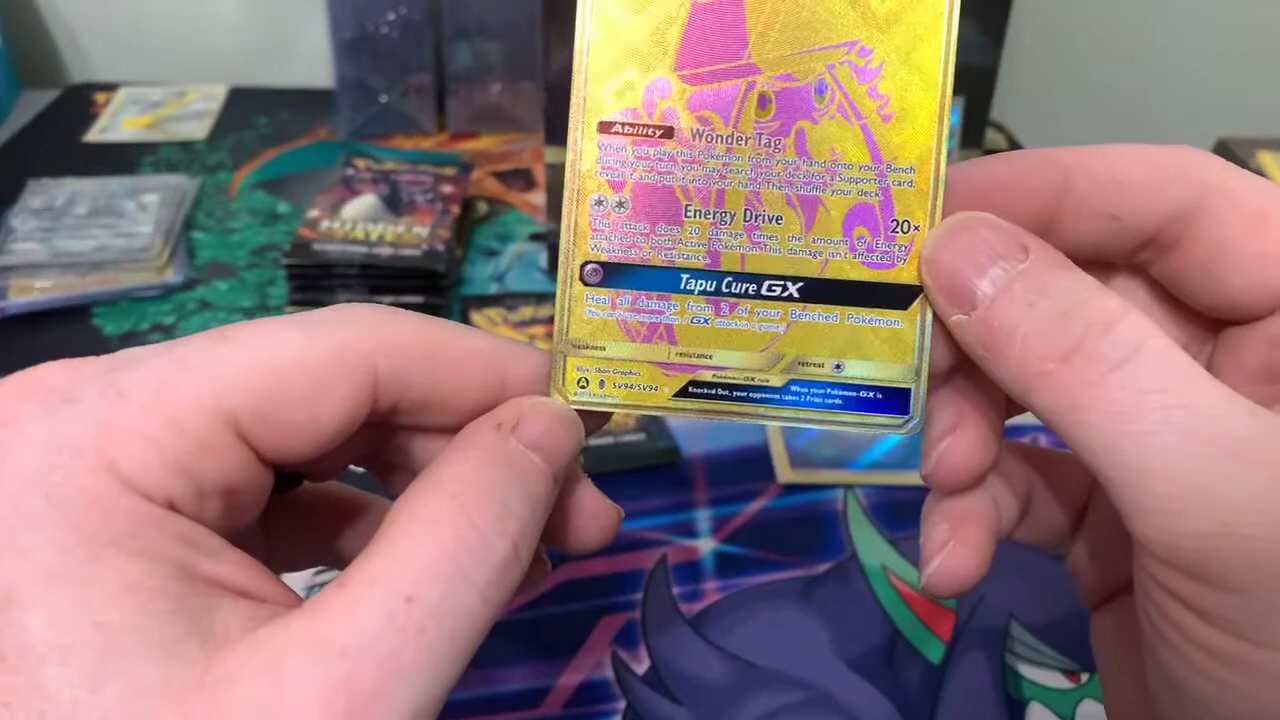 Ability Wonder Tag
When you play this Pokémon from your hand onto your Bench
during your turn, you may search your deck for a Supporter card,
reveal it, and put it into your hand. Then, shuffle your deck.
Energy Drive 20×
This attack does 20 damage times the amount of Energy
attached to both Active Pokémon. This damage isn't affected by
Weakness or Resistance.
Tapu Cure GX
Heal all damage from 2 of your Benched Pokémon.
(You can't use more than 1 GX attack in a game.)
weakness resistance retreat
Illus. 5ban Graphics
Pokémon-GX rule
A SV94/SV94
When your Pokémon-GX is
Knocked Out, your opponent takes 2 Prize cards.
HIDDEN
FATES